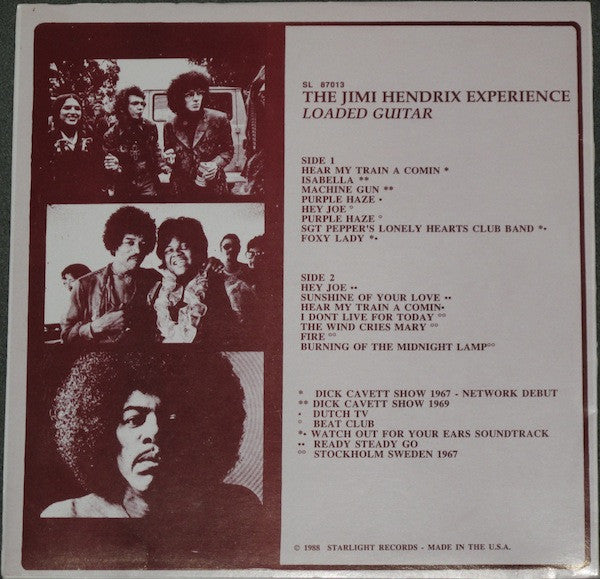 SL 87013
THE JIMI HENDRIX EXPERIENCE
LOADED GUITAR
SIDE 1
HEAR MY TRAIN A COMIN *
ISABELLA **
MACHINE GUN **
PURPLE HAZE •
HEY JOE °
PURPLE HAZE °
SGT PEPPER'S LONELY HEARTS CLUB BAND *•
FOXY LADY *•
SIDE 2
HEY JOE ••
SUNSHINE OF YOUR LOVE ••
HEAR MY TRAIN A COMIN•
I DONT LIVE FOR TODAY °°
THE WIND CRIES MARY °°
FIRE °°
BURNING OF THE MIDNIGHT LAMP°°
* DICK CAVETT SHOW 1967 - NETWORK DEBUT
** DICK CAVETT SHOW 1969
• DUTCH TV
° BEAT CLUB
*• WATCH OUT FOR YOUR EARS SOUNDTRACK
•• READY STEADY GO
°° STOCKHOLM SWEDEN 1967
© 1988 STARLIGHT RECORDS - MADE IN THE U.S.A.